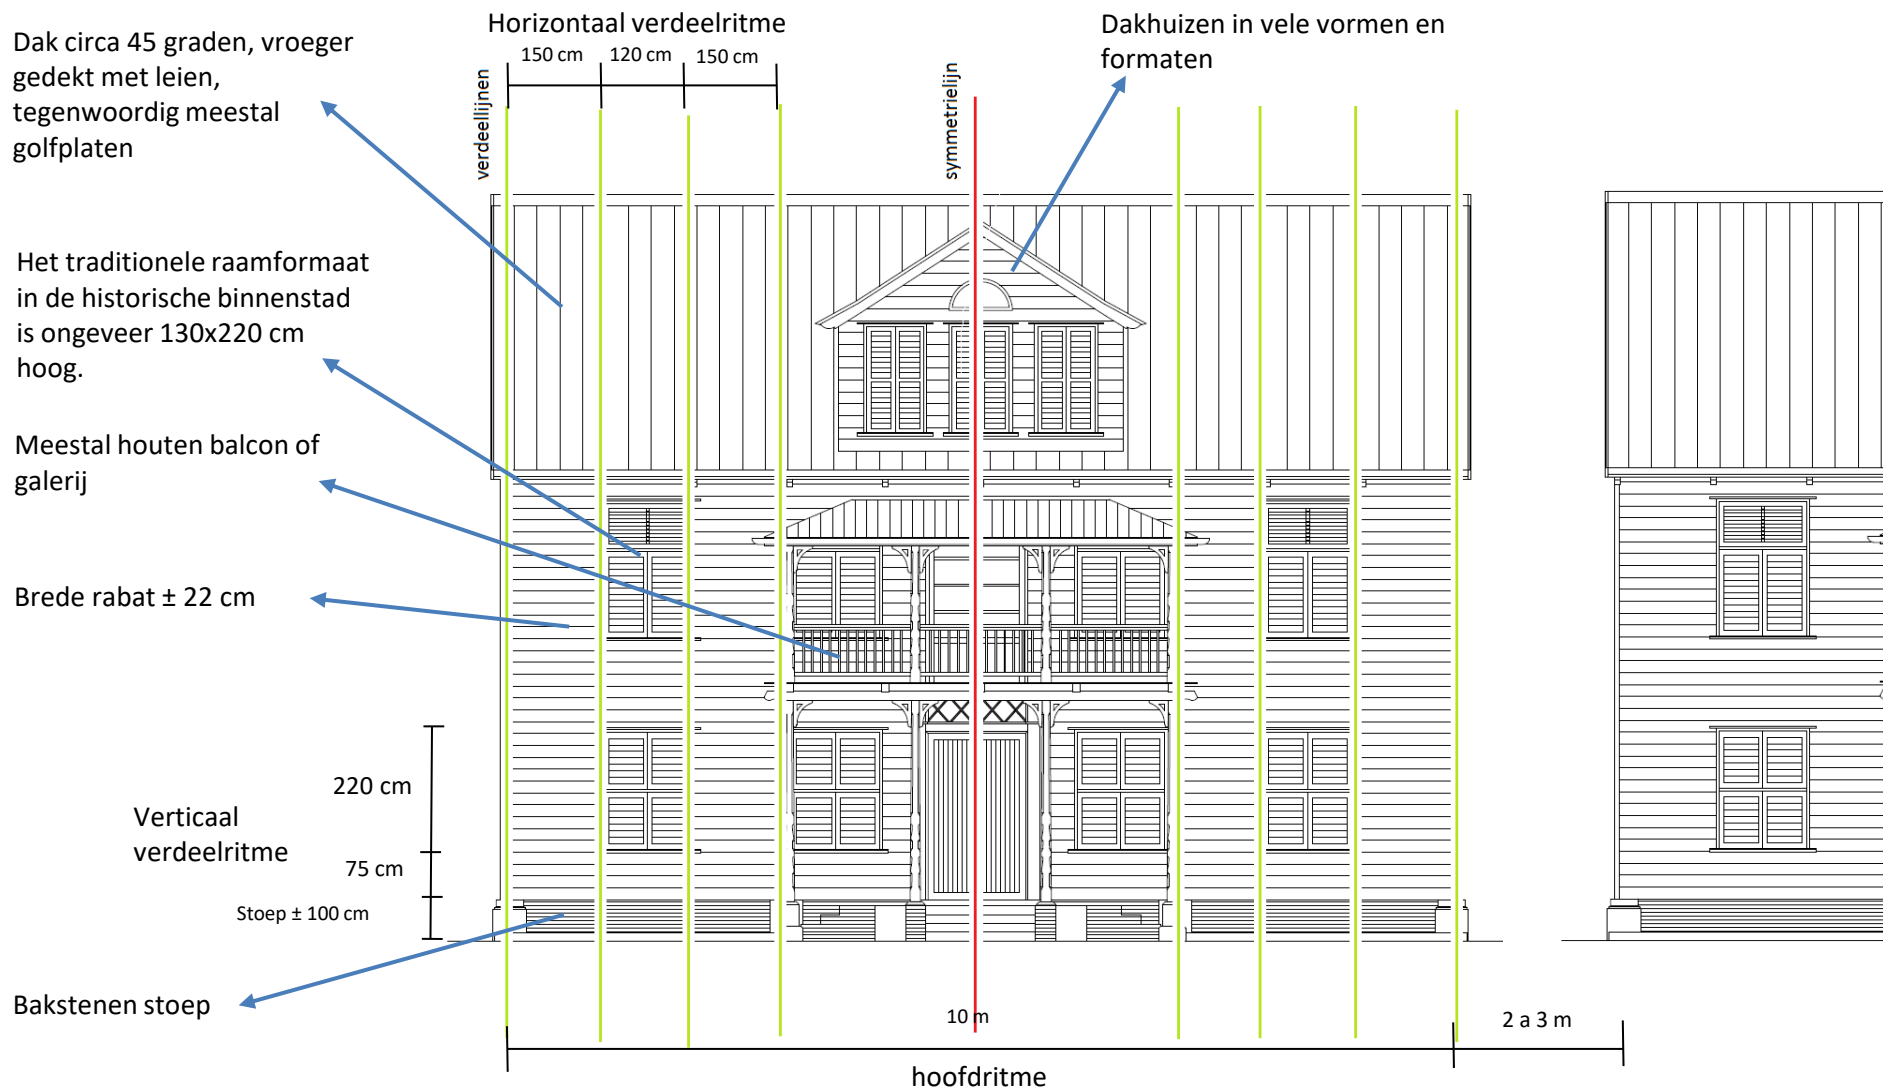 Dak circa 45 graden, vroeger
gedekt met leien,
tegenwoordig meestal
golfplaten
Horizontaal verdeelritme
150 cm
120 cm
150 cm
verdeellijnen
symmetrielijn
Dakhuizen in vele vormen en
formaten
Het traditionele raamformaat
in de historische binnenstad
is ongeveer 130x220 cm
hoog.
Meestal houten balcon of
galerij
Brede rabat ± 22 cm
220 cm
Verticaal
verdeelritme
75 cm
Stoep ± 100 cm
Bakstenen stoep
10 m
2 a 3 m
hoofdritme